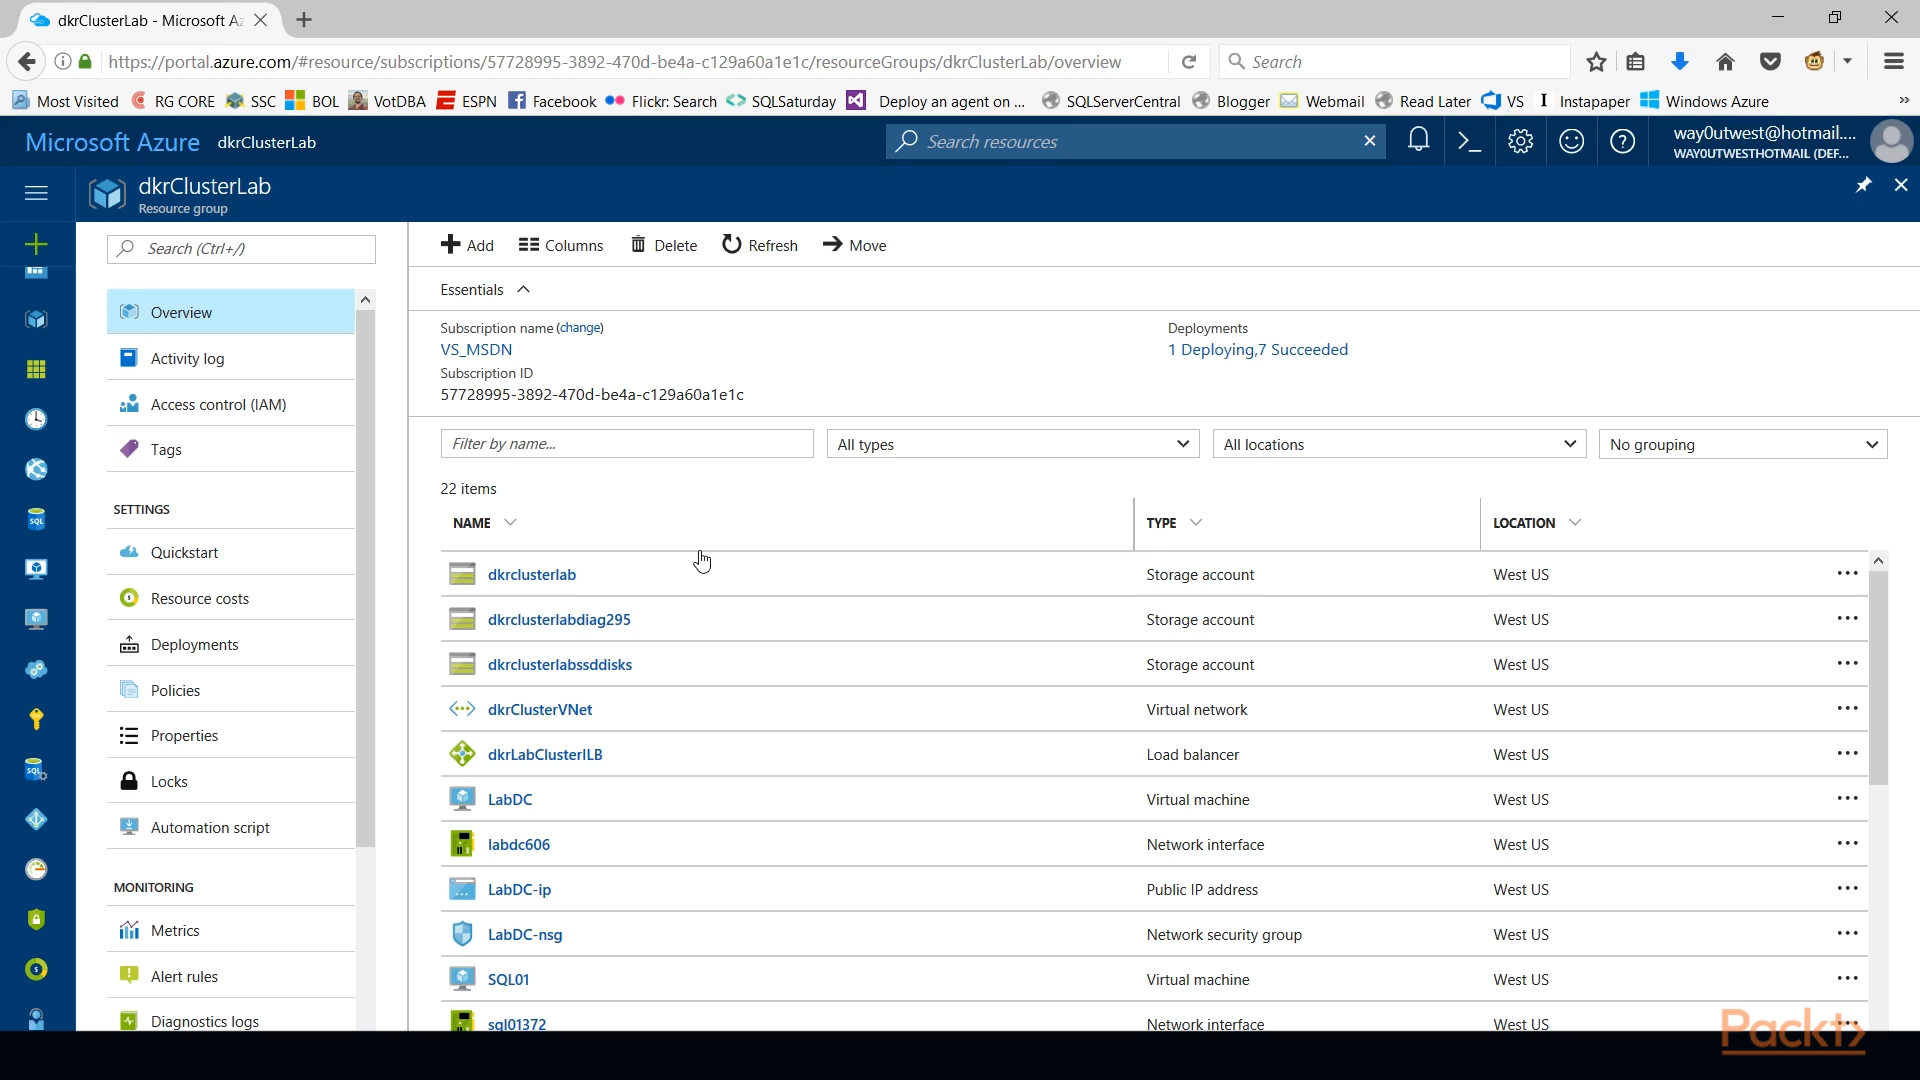 dkrClusterLab - Microsoft Az
https://portal.azure.com/#resource/subscriptions/57728995-3892-470d-be4a-c129a60a1e1c/resourceGroups/dkrClusterLab/overview
Search
Most Visited
RG CORE
SSC
BOL
VotDBA
ESPN
Facebook
Flickr: Search
SQLSaturday
Deploy an agent on ...
SQLServerCentral
Blogger
Webmail
Read Later
VS
Instapaper
Windows Azure
Microsoft Azure dkrClusterLab
Search resources
way0utwest@hotmail....
WAY0UTWESTHOTMAIL (DEF...
dkrClusterLab
Resource group
Search (Ctrl+/)
Overview
Activity log
Access control (IAM)
Tags
SETTINGS
Quickstart
Resource costs
Deployments
Policies
Properties
Locks
Automation script
MONITORING
Metrics
Alert rules
Diagnostics logs
Add
Columns
Delete
Refresh
Move
Essentials
Subscription name (change)
VS_MSDN
Subscription ID
57728995-3892-470d-be4a-c129a60a1e1c
Deployments
1 Deploying,7 Succeeded
Filter by name...
All types
All locations
No grouping
22 items
NAME TYPE LOCATION
dkrclusterlab Storage account West US
dkrclusterlabdiag295 Storage account West US
dkrclusterlabssddisks Storage account West US
dkrClusterVNet Virtual network West US
dkrLabClusterILB Load balancer West US
LabDC Virtual machine West US
labdc606 Network interface West US
LabDC-ip Public IP address West US
LabDC-nsg Network security group West US
SQL01 Virtual machine West US
sql01372 Network interface West US
Packt